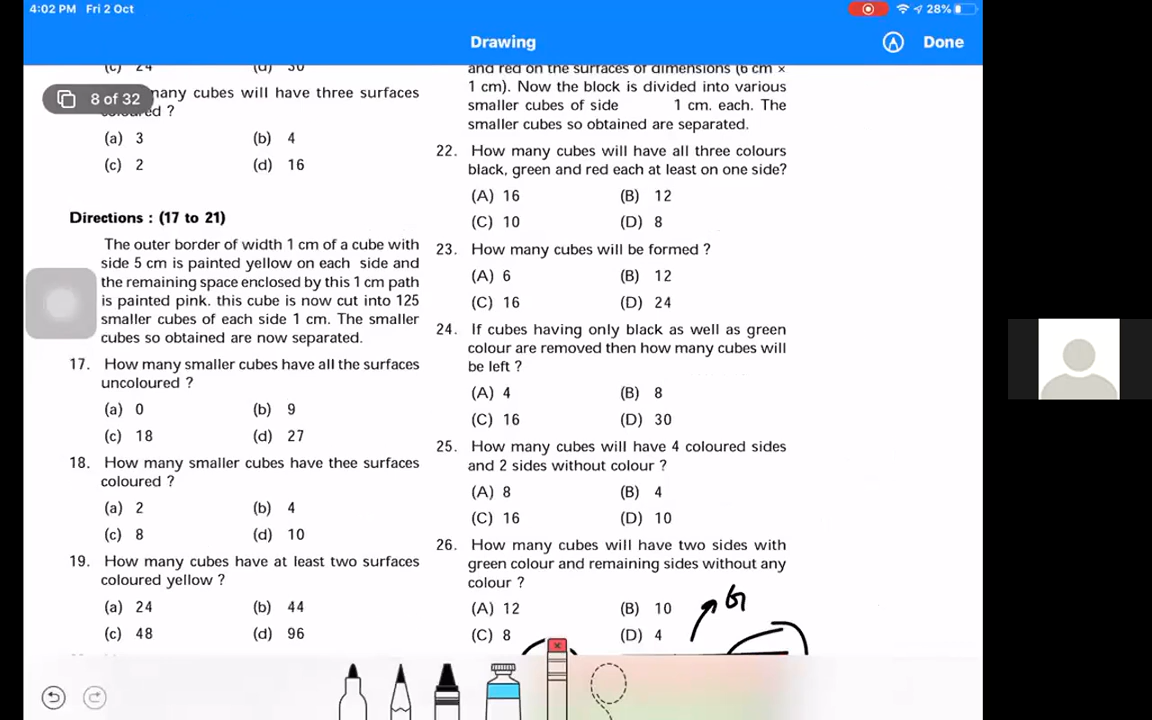 4:02 PM Fri 2 Oct
28%
Drawing
Done
8 of 32
(c) 24 (d) 30
many cubes will have three surfaces
coloured ?
(a) 3 (b) 4
(c) 2 (d) 16
Directions : (17 to 21)
The outer border of width 1 cm of a cube with
side 5 cm is painted yellow on each side and
the remaining space enclosed by this 1 cm path
is painted pink. this cube is now cut into 125
smaller cubes of each side 1 cm. The smaller
cubes so obtained are now separated.
17. How many smaller cubes have all the surfaces
uncoloured ?
(a) 0 (b) 9
(c) 18 (d) 27
18. How many smaller cubes have thee surfaces
coloured ?
(a) 2 (b) 4
(c) 8 (d) 10
19. How many cubes have at least two surfaces
coloured yellow ?
(a) 24 (b) 44
(c) 48 (d) 96
and red on the surfaces of dimensions (6 cm ×
1 cm). Now the block is divided into various
smaller cubes of side 1 cm. each. The
smaller cubes so obtained are separated.
22. How many cubes will have all three colours
black, green and red each at least on one side?
(A) 16 (B) 12
(C) 10 (D) 8
23. How many cubes will be formed ?
(A) 6 (B) 12
(C) 16 (D) 24
24. If cubes having only black as well as green
colour are removed then how many cubes will
be left ?
(A) 4 (B) 8
(C) 16 (D) 30
25. How many cubes will have 4 coloured sides
and 2 sides without colour ?
(A) 8 (B) 4
(C) 16 (D) 10
26. How many cubes will have two sides with
green colour and remaining sides without any
colour ?
(A) 12 (B) 10
(C) 8 (D) 4
G